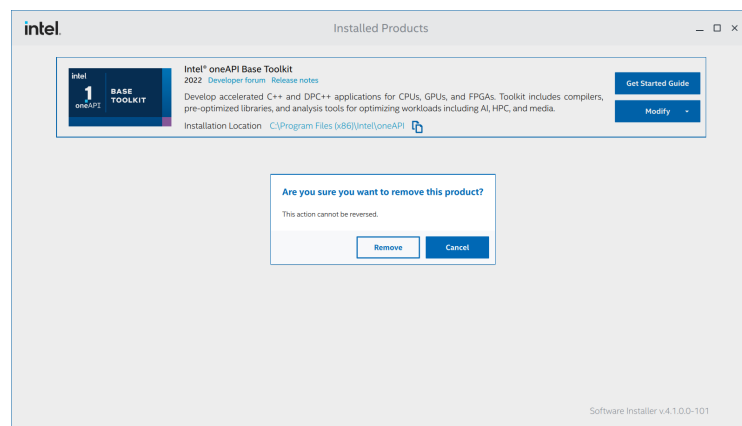 intel.
Installed Products
intel
1
oneAPI
BASE
TOOLKIT
Intel® oneAPI Base Toolkit
2022 Developer forum Release notes
Develop accelerated C++ and DPC++ applications for CPUs, GPUs, and FPGAs. Toolkit includes compilers,
pre-optimized libraries, and analysis tools for optimizing workloads including AI, HPC, and media.
Installation Location C:\Program Files (x86)\Intel\oneAPI
Get Started Guide
Modify
Are you sure you want to remove this product?
This action cannot be reversed.
Remove
Cancel
Software Installer v.4.1.0.0-101